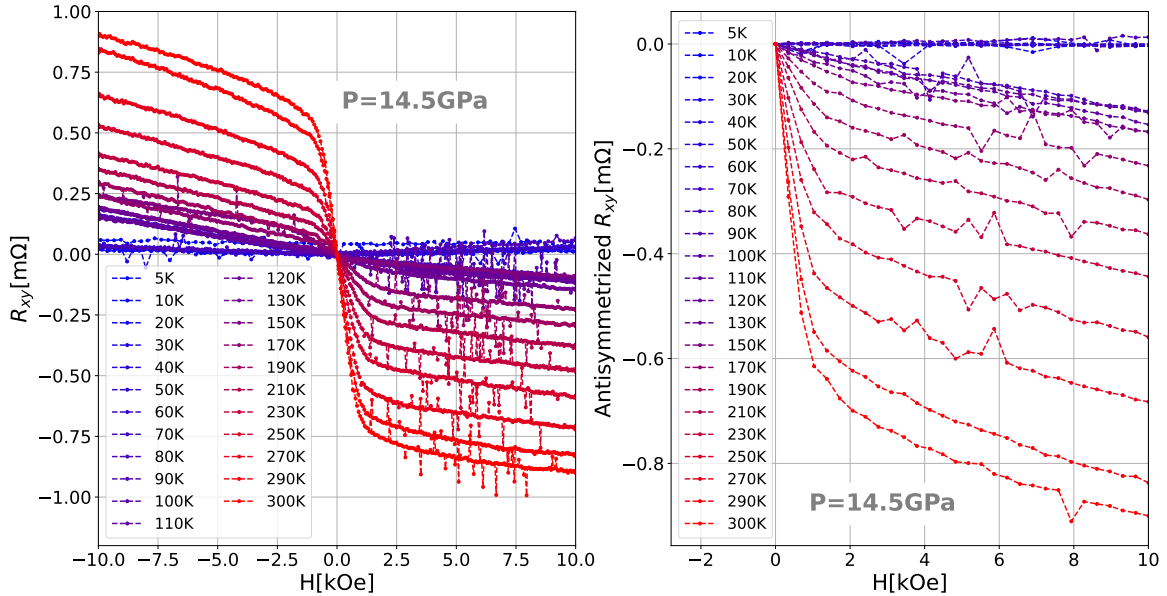 1.00
0.75
0.50
0.25
0.00
−0.25
−0.50
−0.75
−1.00
R_xy[mΩ]
P=14.5GPa
5K
10K
20K
30K
40K
50K
60K
70K
80K
90K
100K
110K
120K
130K
150K
170K
190K
210K
230K
250K
270K
290K
300K
−10.0 −7.5 −5.0 −2.5 0.0 2.5 5.0 7.5 10.0
H[kOe]
0.0
−0.2
−0.4
−0.6
−0.8
Antisymmetrized R_xy[mΩ]
5K
10K
20K
30K
40K
50K
60K
70K
80K
90K
100K
110K
120K
130K
150K
170K
190K
210K
230K
250K
270K
290K
300K
P=14.5GPa
−2 0 2 4 6 8 10
H[kOe]